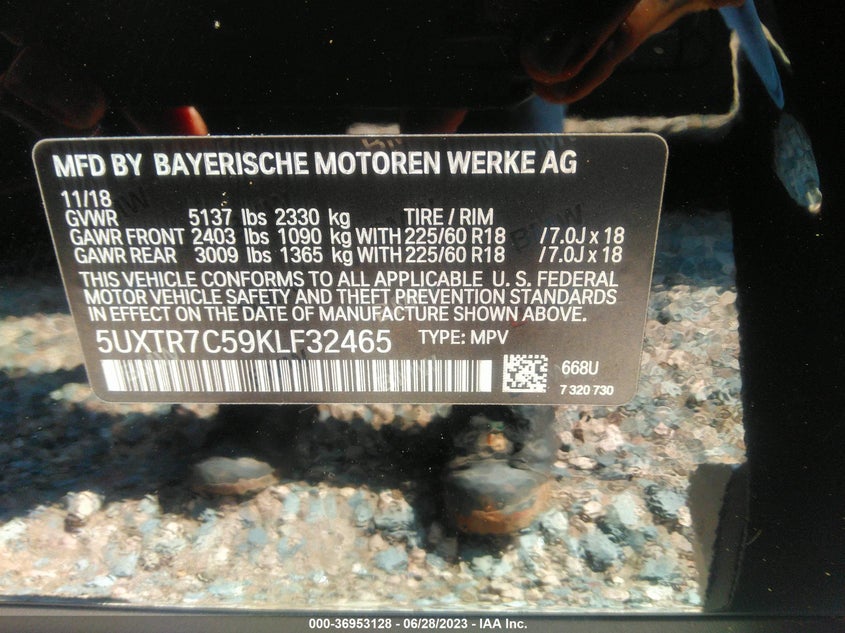 MFD BY BAYERISCHE MOTOREN WERKE AG
11/18
GVWR 5137 lbs 2330 kg TIRE / RIM
GAWR FRONT 2403 lbs 1090 kg WITH 225/60 R18 /7.0J x 18
GAWR REAR 3009 lbs 1365 kg WITH 225/60 R18 /7.0J x 18
THIS VEHICLE CONFORMS TO ALL APPLICABLE U. S. FEDERAL
MOTOR VEHICLE SAFETY AND THEFT PREVENTION STANDARDS
IN EFFECT ON THE DATE OF MANUFACTURE SHOWN ABOVE.
5UXTR7C59KLF32465 TYPE: MPV
668U
7 320 730
000-36953128 - 06/28/2023 - IAA Inc.